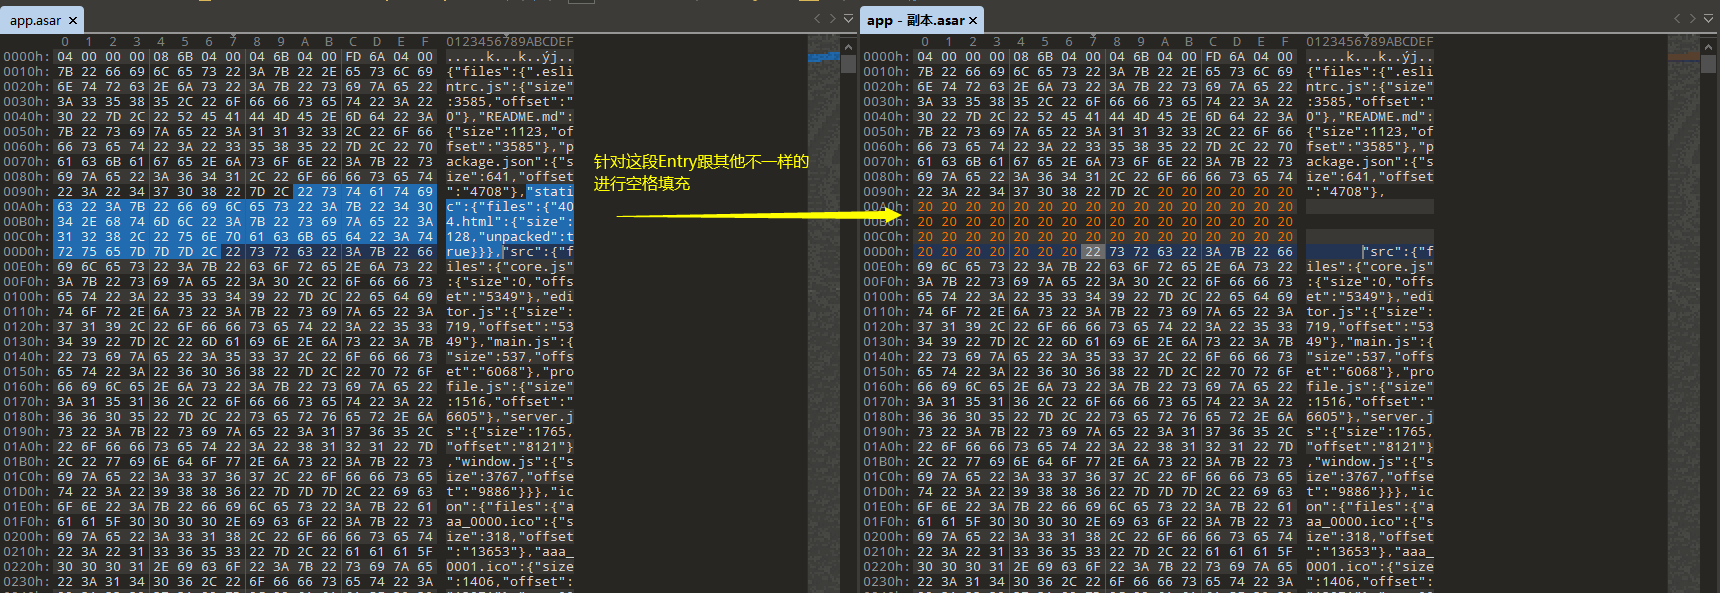 app.asar ×
0 1 2 3 4 5 6 7 8 9 A B C D E F 0123456789ABCDEF
0000h: 04 00 00 00 08 6B 04 00 04 6B 04 00 FD 6A 04 00 .....k...k..ýj..
0010h: 7B 22 66 69 6C 65 73 22 3A 7B 22 2E 65 73 6C 69 {"files":{".esli
0020h: 6E 74 72 63 2E 6A 73 22 3A 7B 22 73 69 7A 65 22 ntrc.js":{"size"
0030h: 3A 33 35 38 35 2C 22 6F 66 66 73 65 74 22 3A 22 :3585,"offset":"
0040h: 30 22 7D 2C 22 52 45 41 44 4D 45 2E 6D 64 22 3A 0"},"README.md":
0050h: 7B 22 73 69 7A 65 22 3A 31 31 32 33 2C 22 6F 66 {"size":1123,"of
0060h: 66 73 65 74 22 3A 22 33 35 38 35 22 7D 2C 22 70 fset":"3585"},"p
0070h: 61 63 6B 61 67 65 2E 6A 73 6F 6E 22 3A 7B 22 73 ackage.json":{"s
0080h: 69 7A 65 22 3A 36 34 31 2C 22 6F 66 66 73 65 74 ize":641,"offset
0090h: 22 3A 22 34 37 30 38 22 7D 2C 22 73 74 61 74 69 ":"4708"},"stati
00A0h: 63 22 3A 7B 22 66 69 6C 65 73 22 3A 7B 22 34 30 c":{"files":{"40
00B0h: 34 2E 68 74 6D 6C 22 3A 7B 22 73 69 7A 65 22 3A 4.html":{"size":
00C0h: 31 32 38 2C 22 75 6E 70 61 63 6B 65 64 22 3A 74 128,"unpacked":t
00D0h: 72 75 65 7D 7D 7D 2C 22 73 72 63 22 3A 7B 22 66 rue}}},"src":{"f
00E0h: 69 6C 65 73 22 3A 7B 22 63 6F 72 65 2E 6A 73 22 iles":{"core.js"
00F0h: 3A 7B 22 73 69 7A 65 22 3A 30 2C 22 6F 66 66 73 :{"size":0,"offs
0100h: 65 74 22 3A 22 35 33 34 39 22 7D 2C 22 65 64 69 et":"5349"},"edi
0110h: 74 6F 72 2E 6A 73 22 3A 7B 22 73 69 7A 65 22 3A tor.js":{"size":
0120h: 37 31 39 2C 22 6F 66 66 73 65 74 22 3A 22 35 33 719,"offset":"53
0130h: 34 39 22 7D 2C 22 6D 61 69 6E 2E 6A 73 22 3A 7B 49"},"main.js":{
0140h: 22 73 69 7A 65 22 3A 35 33 37 2C 22 6F 66 66 73 "size":537,"offs
0150h: 65 74 22 3A 22 36 30 36 38 22 7D 2C 22 70 72 6F et":"6068"},"pro
0160h: 66 69 6C 65 2E 6A 73 22 3A 7B 22 73 69 7A 65 22 file.js":{"size"
0170h: 3A 31 35 31 36 2C 22 6F 66 66 73 65 74 22 3A 22 :1516,"offset":"
0180h: 36 36 30 35 22 7D 2C 22 73 65 72 76 65 72 2E 6A 6605"},"server.j
0190h: 73 22 3A 7B 22 73 69 7A 65 22 3A 31 37 36 35 2C s":{"size":1765,
01A0h: 22 6F 66 66 73 65 74 22 3A 22 38 31 32 31 22 7D "offset":"8121"}
01B0h: 2C 22 77 69 6E 64 6F 77 2E 6A 73 22 3A 7B 22 73 ,"window.js":{"s
01C0h: 69 7A 65 22 3A 33 37 36 37 2C 22 6F 66 66 73 65 ize":3767,"offse
01D0h: 74 22 3A 22 39 38 38 36 22 7D 7D 7D 2C 22 69 63 t":"9886"}}},"ic
01E0h: 6F 6E 22 3A 7B 22 66 69 6C 65 73 22 3A 7B 22 61 on":{"files":{"a
01F0h: 61 61 5F 30 30 30 30 2E 69 63 6F 22 3A 7B 22 73 aa_0000.ico":{"s
0200h: 69 7A 65 22 3A 33 31 38 2C 22 6F 66 66 73 65 74 ize":318,"offset
0210h: 22 3A 22 31 33 36 35 33 22 7D 2C 22 61 61 61 5F ":"13653"},"aaa_
0220h: 30 30 30 31 2E 69 63 6F 22 3A 7B 22 73 69 7A 65 0001.ico":{"size
0230h: 22 3A 31 34 30 36 2C 22 6F 66 66 73 65 74 22 3A ":1406,"offset":
针对这段Entry跟其他不一样的
进行空格填充
app - 副本.asar ×
0 1 2 3 4 5 6 7 8 9 A B C D E F 0123456789ABCDEF
0000h: 04 00 00 00 08 6B 04 00 04 6B 04 00 FD 6A 04 00 .....k...k..ýj..
0010h: 7B 22 66 69 6C 65 73 22 3A 7B 22 2E 65 73 6C 69 {"files":{".esli
0020h: 6E 74 72 63 2E 6A 73 22 3A 7B 22 73 69 7A 65 22 ntrc.js":{"size"
0030h: 3A 33 35 38 35 2C 22 6F 66 66 73 65 74 22 3A 22 :3585,"offset":"
0040h: 30 22 7D 2C 22 52 45 41 44 4D 45 2E 6D 64 22 3A 0"},"README.md":
0050h: 7B 22 73 69 7A 65 22 3A 31 31 32 33 2C 22 6F 66 {"size":1123,"of
0060h: 66 73 65 74 22 3A 22 33 35 38 35 22 7D 2C 22 70 fset":"3585"},"p
0070h: 61 63 6B 61 67 65 2E 6A 73 6F 6E 22 3A 7B 22 73 ackage.json":{"s
0080h: 69 7A 65 22 3A 36 34 31 2C 22 6F 66 66 73 65 74 ize":641,"offset
0090h: 22 3A 22 34 37 30 38 22 7D 2C 20 20 20 20 20 20 ":"4708"},
00A0h: 20 20 20 20 20 20 20 20 20 20 20 20 20 20 20 20
00B0h: 20 20 20 20 20 20 20 20 20 20 20 20 20 20 20 20
00C0h: 20 20 20 20 20 20 20 20 20 20 20 20 20 20 20 20
00D0h: 20 20 20 20 20 20 20 22 73 72 63 22 3A 7B 22 66 "src":{"f
00E0h: 69 6C 65 73 22 3A 7B 22 63 6F 72 65 2E 6A 73 22 iles":{"core.js"
00F0h: 3A 7B 22 73 69 7A 65 22 3A 30 2C 22 6F 66 66 73 :{"size":0,"offs
0100h: 65 74 22 3A 22 35 33 34 39 22 7D 2C 22 65 64 69 et":"5349"},"edi
0110h: 74 6F 72 2E 6A 73 22 3A 7B 22 73 69 7A 65 22 3A tor.js":{"size":
0120h: 37 31 39 2C 22 6F 66 66 73 65 74 22 3A 22 35 33 719,"offset":"53
0130h: 34 39 22 7D 2C 22 6D 61 69 6E 2E 6A 73 22 3A 7B 49"},"main.js":{
0140h: 22 73 69 7A 65 22 3A 35 33 37 2C 22 6F 66 66 73 "size":537,"offs
0150h: 65 74 22 3A 22 36 30 36 38 22 7D 2C 22 70 72 6F et":"6068"},"pro
0160h: 66 69 6C 65 2E 6A 73 22 3A 7B 22 73 69 7A 65 22 file.js":{"size"
0170h: 3A 31 35 31 36 2C 22 6F 66 66 73 65 74 22 3A 22 :1516,"offset":"
0180h: 36 36 30 35 22 7D 2C 22 73 65 72 76 65 72 2E 6A 6605"},"server.j
0190h: 73 22 3A 7B 22 73 69 7A 65 22 3A 31 37 36 35 2C s":{"size":1765,
01A0h: 22 6F 66 66 73 65 74 22 3A 22 38 31 32 31 22 7D "offset":"8121"}
01B0h: 2C 22 77 69 6E 64 6F 77 2E 6A 73 22 3A 7B 22 73 ,"window.js":{"s
01C0h: 69 7A 65 22 3A 33 37 36 37 2C 22 6F 66 66 73 65 ize":3767,"offse
01D0h: 74 22 3A 22 39 38 38 36 22 7D 7D 7D 2C 22 69 63 t":"9886"}}},"ic
01E0h: 6F 6E 22 3A 7B 22 66 69 6C 65 73 22 3A 7B 22 61 on":{"files":{"a
01F0h: 61 61 5F 30 30 30 30 2E 69 63 6F 22 3A 7B 22 73 aa_0000.ico":{"s
0200h: 69 7A 65 22 3A 33 31 38 2C 22 6F 66 66 73 65 74 ize":318,"offset
0210h: 22 3A 22 31 33 36 35 33 22 7D 2C 22 61 61 61 5F ":"13653"},"aaa_
0220h: 30 30 30 31 2E 69 63 6F 22 3A 7B 22 73 69 7A 65 0001.ico":{"size
0230h: 22 3A 31 34 30 36 2C 22 6F 66 66 73 65 74 22 3A ":1406,"offset":